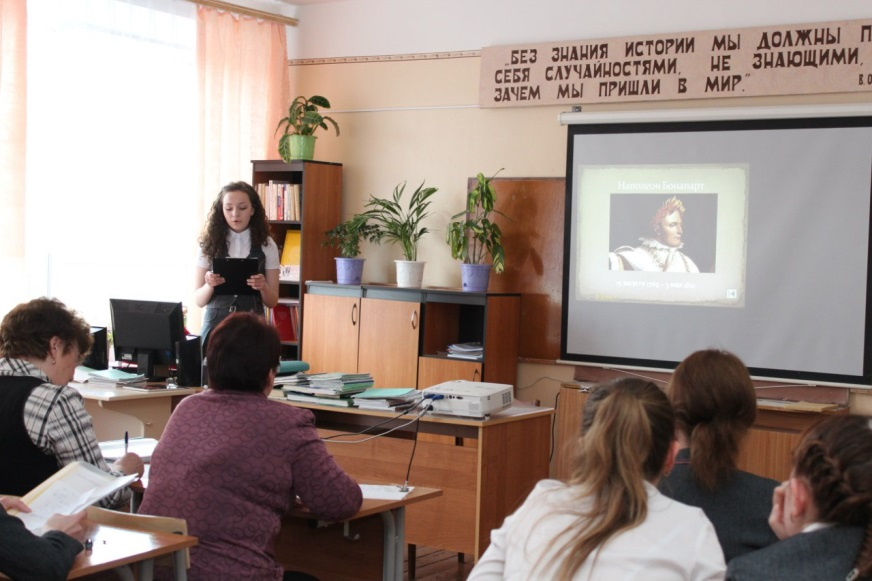 „БЕЗ ЗНАНИЯ ИСТОРИИ МЫ ДОЛЖНЫ П
СЕБЯ СЛУЧАЙНОСТЯМИ, НЕ ЗНАЮЩИМИ,
ЗАЧЕМ МЫ ПРИШЛИ В МИР."
Наполеон Бонапарт